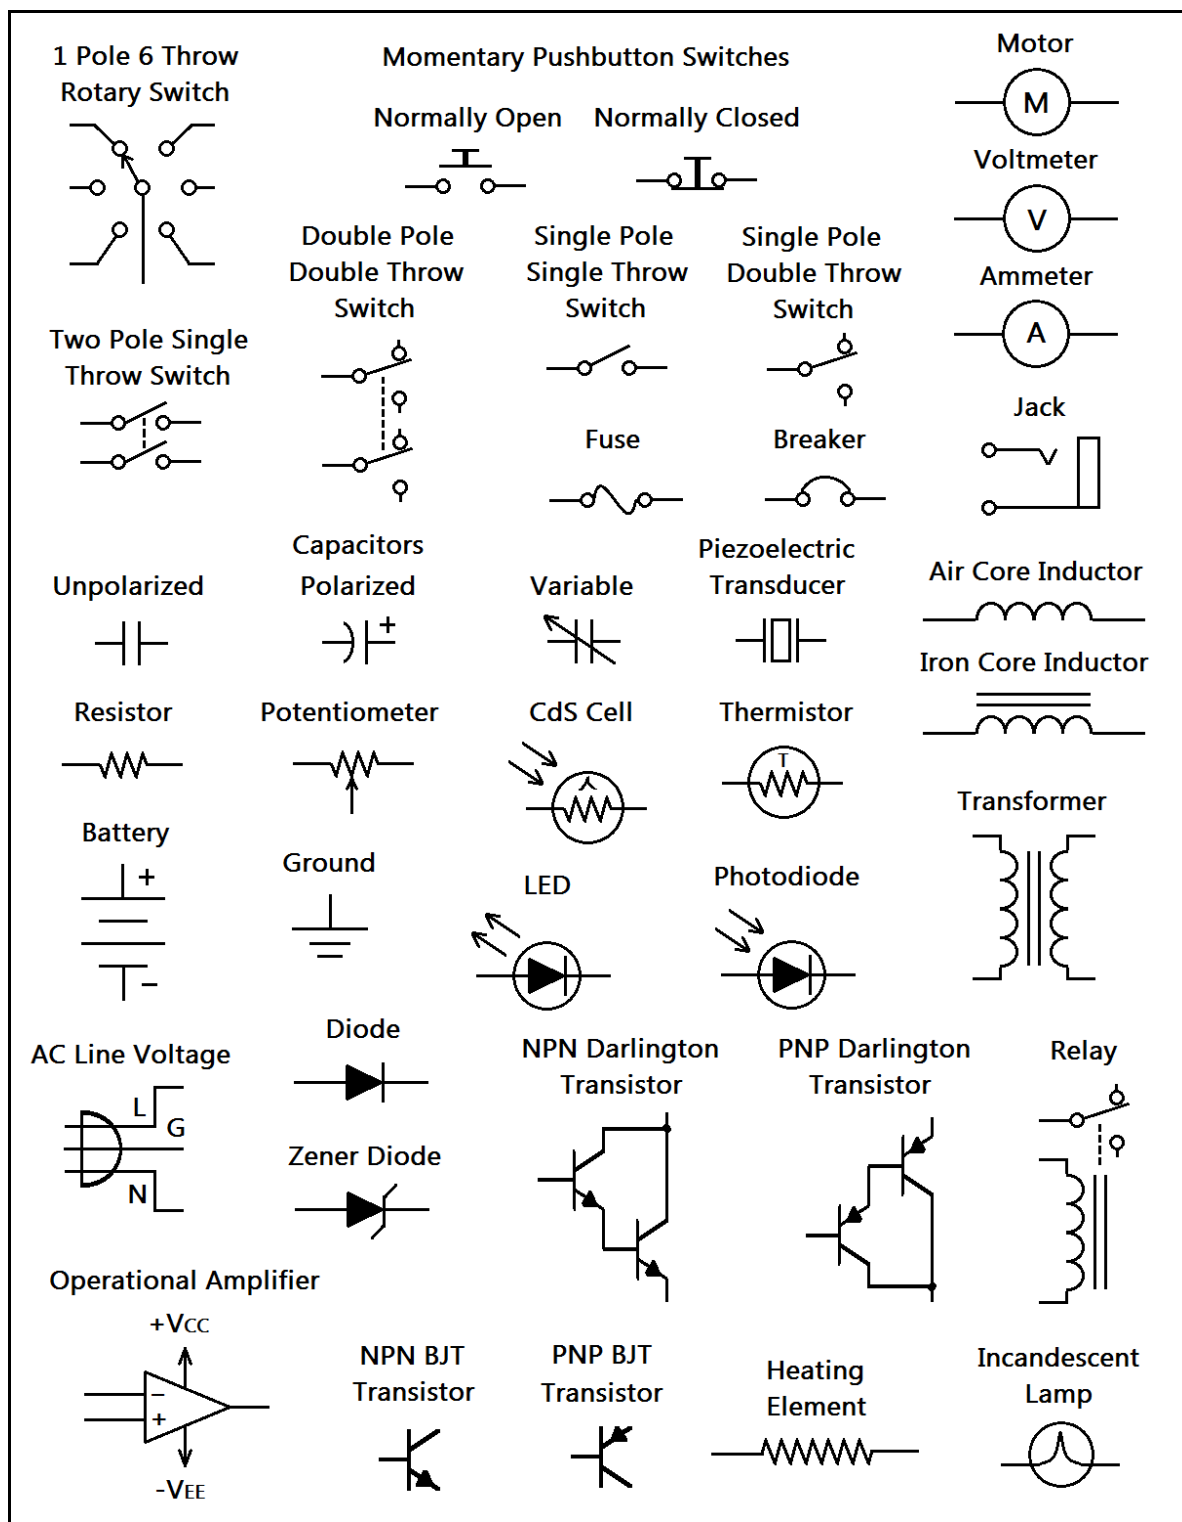 1 Pole 6 Throw
Rotary Switch
Momentary Pushbutton Switches
Normally Open
Normally Closed
Motor
M
Voltmeter
V
Ammeter
A
Double Pole
Double Throw
Switch
Single Pole
Single Throw
Switch
Single Pole
Double Throw
Switch
Two Pole Single
Throw Switch
Fuse
Breaker
Jack
Capacitors
Unpolarized
Polarized
+
Variable
Piezoelectric
Transducer
Air Core Inductor
Iron Core Inductor
Resistor
Potentiometer
CdS Cell
Thermistor
T
Transformer
Battery
+
−
Ground
LED
Photodiode
AC Line Voltage
L
G
N
Diode
Zener Diode
NPN Darlington
Transistor
PNP Darlington
Transistor
Relay
Operational Amplifier
+VCC
−
+
-VEE
NPN BJT
Transistor
PNP BJT
Transistor
Heating
Element
Incandescent
Lamp